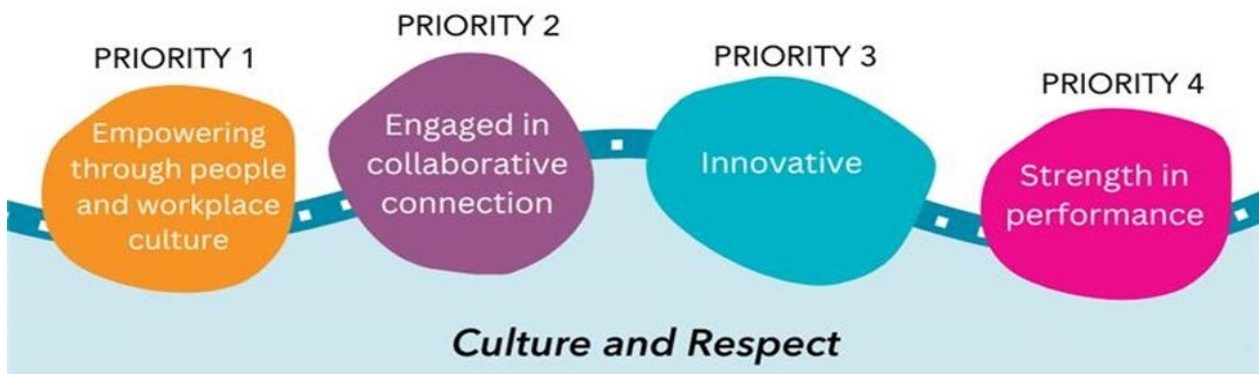 PRIORITY 1
Empowering
through people
and workplace
culture
PRIORITY 2
Engaged in
collaborative
connection
PRIORITY 3
Innovative
PRIORITY 4
Strength in
performance
Culture and Respect